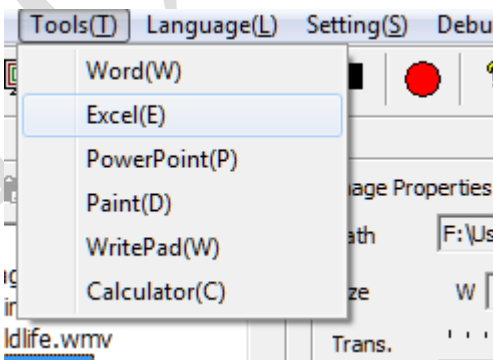 Tools(T) Language(L) Setting(S) Debu
Word(W)
Excel(E)
PowerPoint(P)
Paint(D)
WritePad(W)
Calculator(C)
age Properties
ath F:\Us
ze W
ldlife.wmv
Trans.